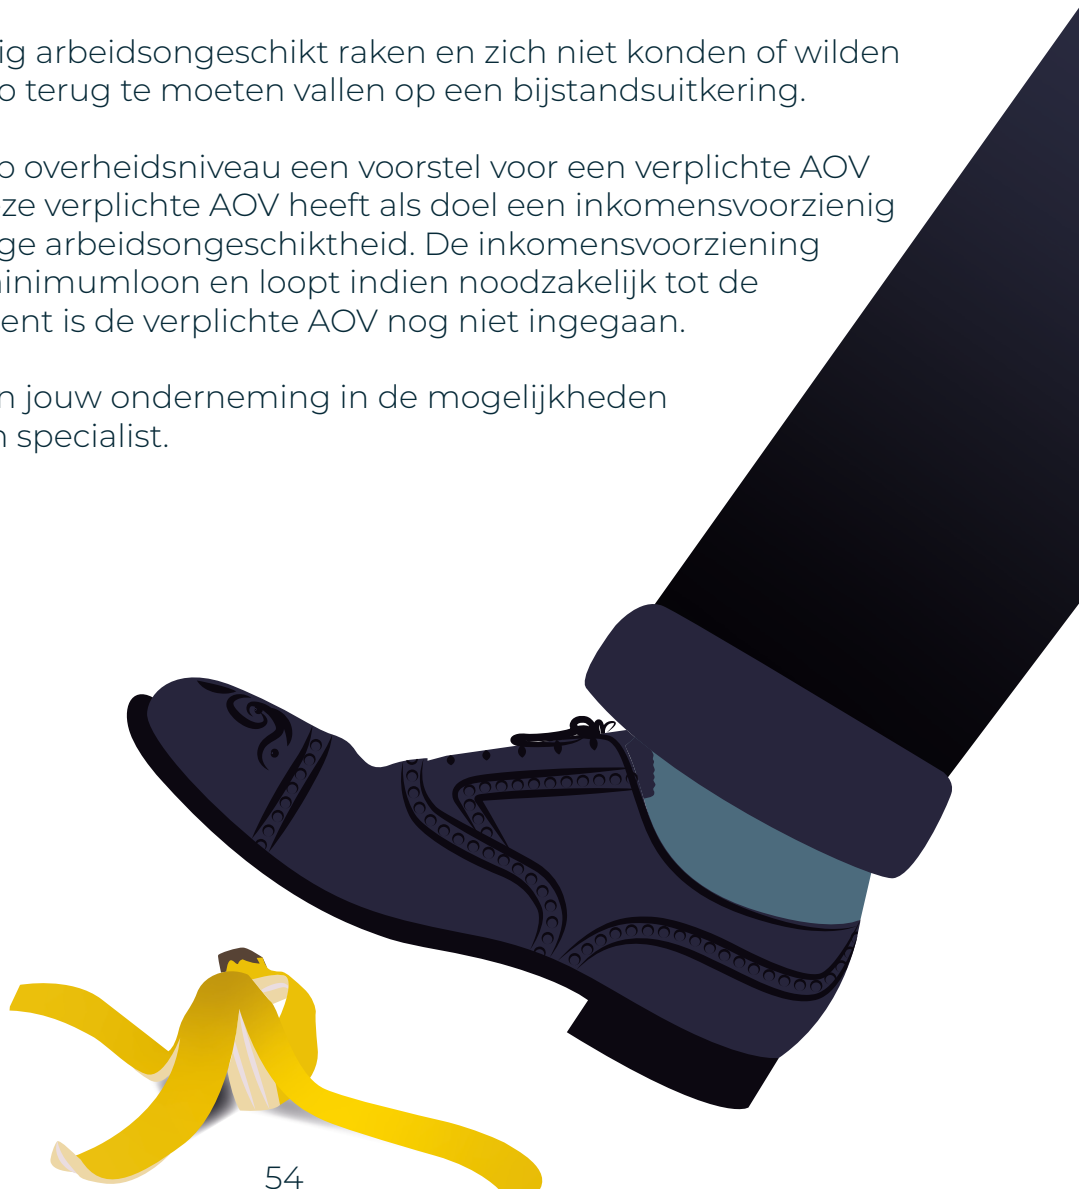 ig arbeidsongeschikt raken en zich niet konden of wilden
o terug te moeten vallen op een bijstandsuitkering.
p overheidsniveau een voorstel voor een verplichte AOV
ze verplichte AOV heeft als doel een inkomensvoorzienig
ge arbeidsongeschiktheid. De inkomensvoorziening
inimumloon en loopt indien noodzakelijk tot de
ent is de verplichte AOV nog niet ingegaan.
n jouw onderneming in de mogelijkheden
n specialist.
54